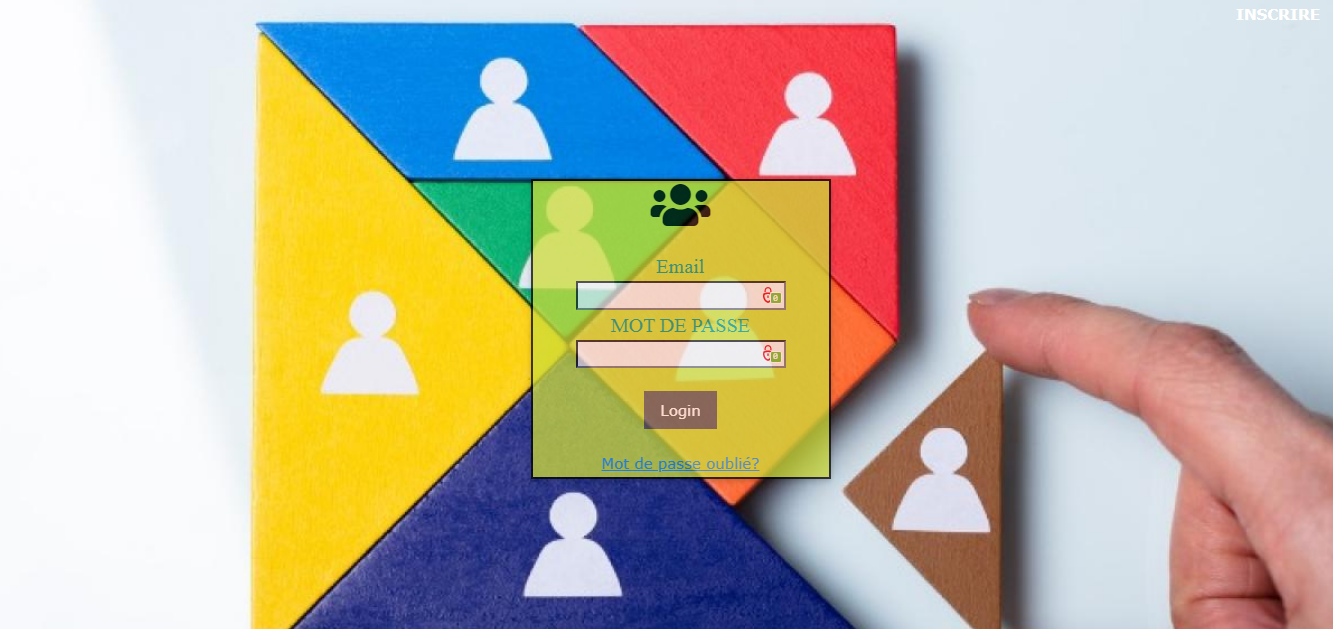 INSCRIRE
Email
MOT DE PASSE
Login
Mot de passe oublié?